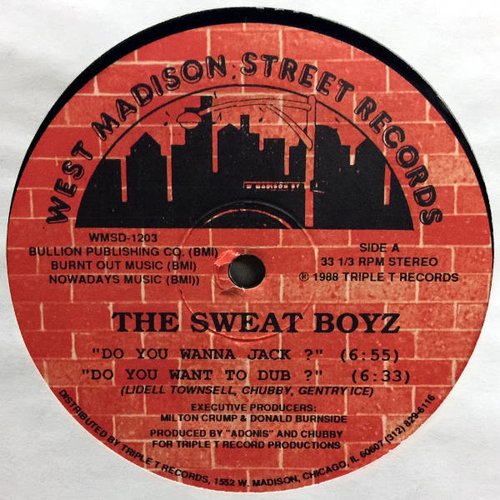 WEST MADISON STREET RECORDS
W MADISON ST
WMSD-1203
BULLION PUBLISHING CO. (BMI)
BURNT OUT MUSIC (BMI)
NOWADAYS MUSIC (BMI))
SIDE A
33 1/3 RPM STEREO
℗ 1988 TRIPLE T RECORDS
THE SWEAT BOYZ
"DO YOU WANNA JACK ?" (6:55)
"DO YOU WANT TO DUB ?" (6:33)
(LIDELL TOWNSELL, CHUBBY, GENTRY ICE)
EXECUTIVE PRODUCERS:
MILTON CRUMP & DONALD BURNSIDE
PRODUCED BY "ADONIS" AND CHUBBY
FOR TRIPLE T RECORD PRODUCTIONS
DISTRIBUTED BY TRIPLE T RECORDS, 1552 W. MADISON, CHICAGO, IL 60607 (312) 829-6116